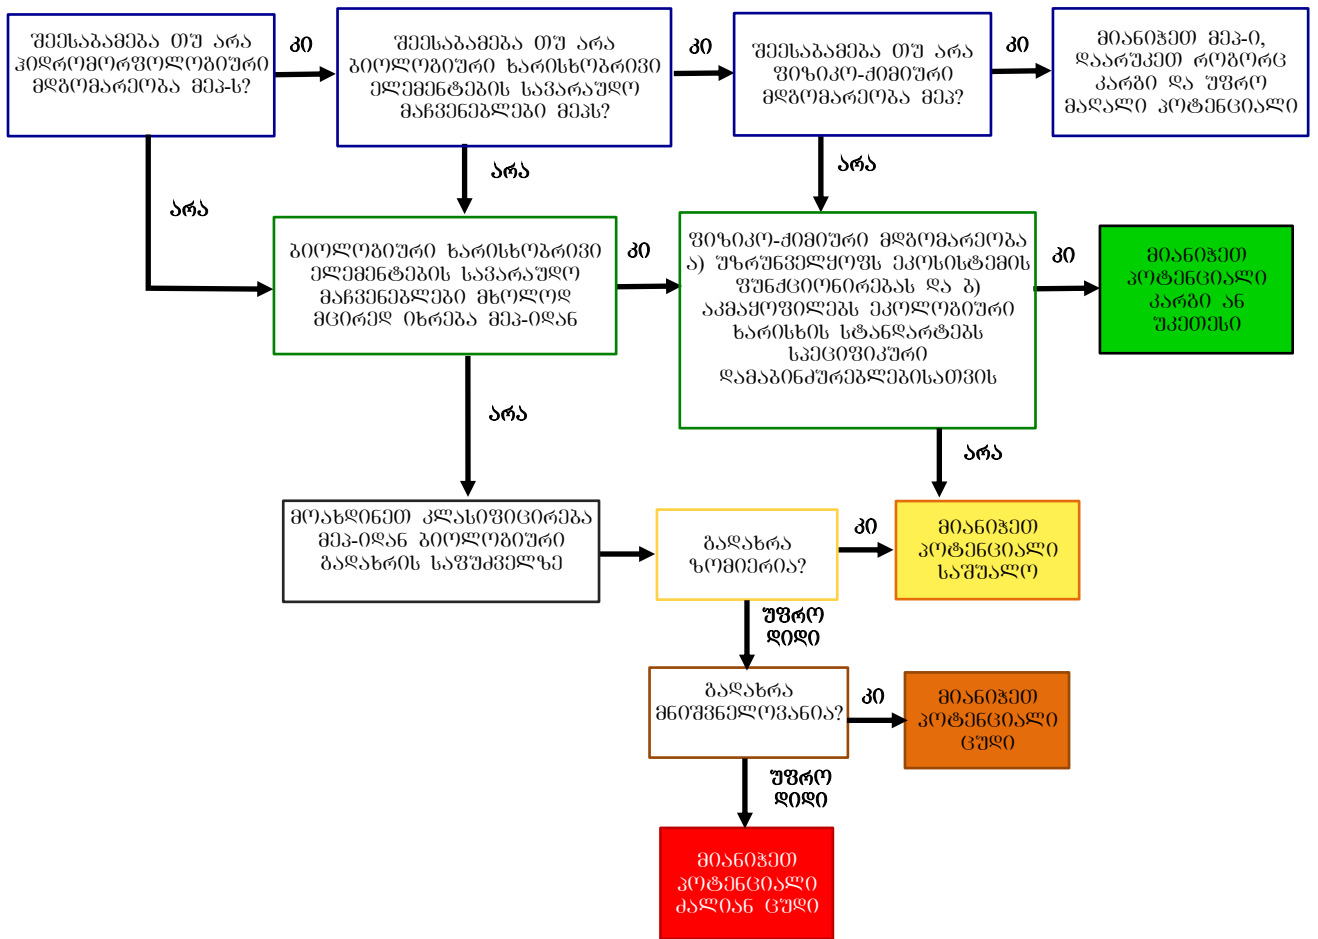 შეესაბამება თუ არა
ჰიდრომორფოლოგიური
მდგომარეობა მეპ-ს?
კი
შეესაბამება თუ არა
ბიოლოგიური ხარისხობრივი
ელემენტების სავარაუდო
მაჩვენებლები მეპს?
კი
შეესაბამება თუ არა
ფიზიკო-ქიმიური
მდგომარეობა მეპ?
კი
მიანიჭეთ მეპ-ი,
დაარუკეთ როგორც
კარგი და უფრო
მაღალი პოტენციალი
არა
არა
არა
ბიოლოგიური ხარისხობრივი
ელემენტების სავარაუდო
მაჩვენებლები მხოლოდ
მცირედ იხრება მეპ-იდან
კი
ფიზიკო-ქიმიური მდგომარეობა
ა) უზრუნველყოფს ეკოსისტემის
ფუნქციონირებას და ბ)
აკმაყოფილებს ეკოლოგიური
ხარისხის სტანდარტებს
სპეციფიკური
დამაბინძურებლებისათვის
კი
მიანიჭეთ
პოტენციალი
კარგი ან
უკეთესი
არა
არა
მოახდინეთ კლასიფიცირება
მეპ-იდან ბიოლოგიური
გადახრის საფუძველზე
გადახრა
ზომიერია?
კი
მიანიჭეთ
პოტენციალი
საშუალო
უფრო
დიდი
გადახრა
მნიშვნელოვანია?
კი
მიანიჭეთ
პოტენციალი
ცუდი
უფრო
დიდი
მიანიჭეთ
პოტენციალი
ძალიან ცუდი